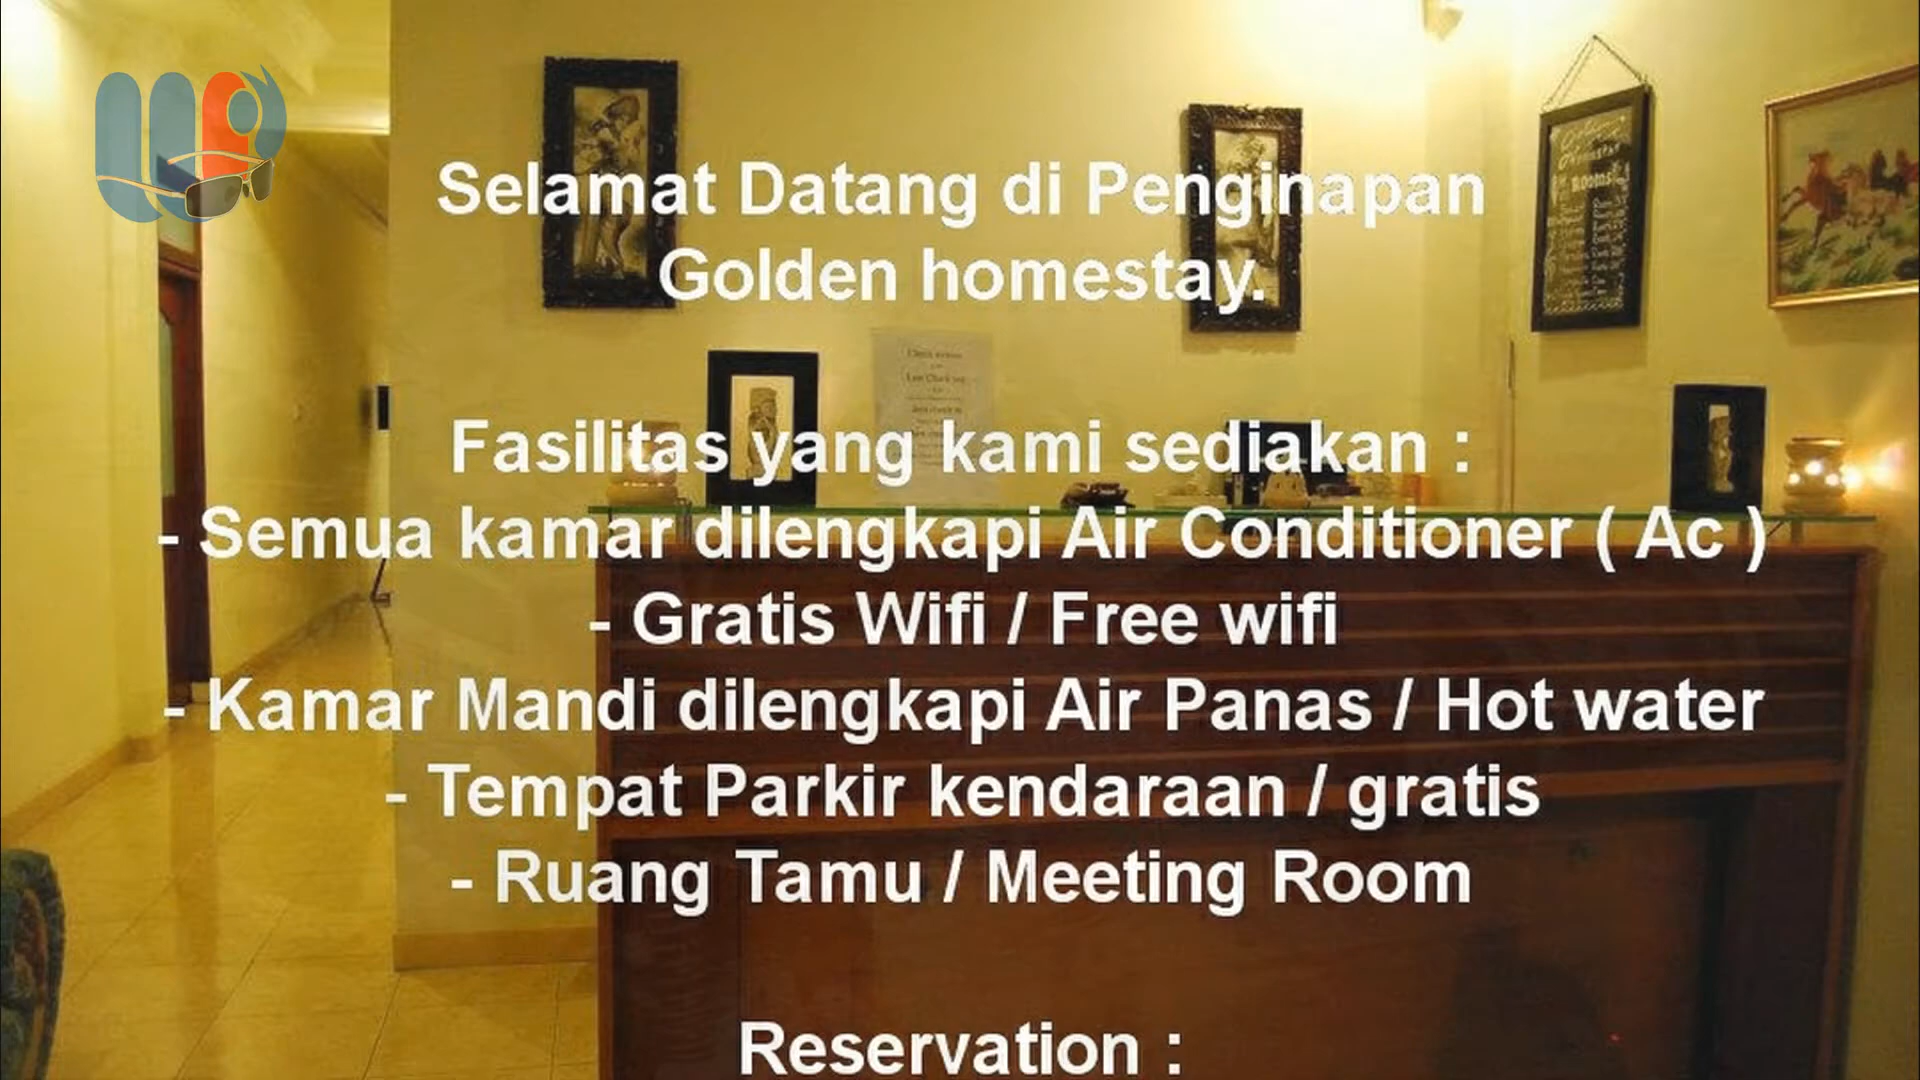 Selamat Datang di Penginapan
Golden homestay.
Fasilitas yang kami sediakan :
- Semua kamar dilengkapi Air Conditioner ( Ac )
- Gratis Wifi / Free wifi
- Kamar Mandi dilengkapi Air Panas / Hot water
- Tempat Parkir kendaraan / gratis
- Ruang Tamu / Meeting Room
Reservation :
ROOMS